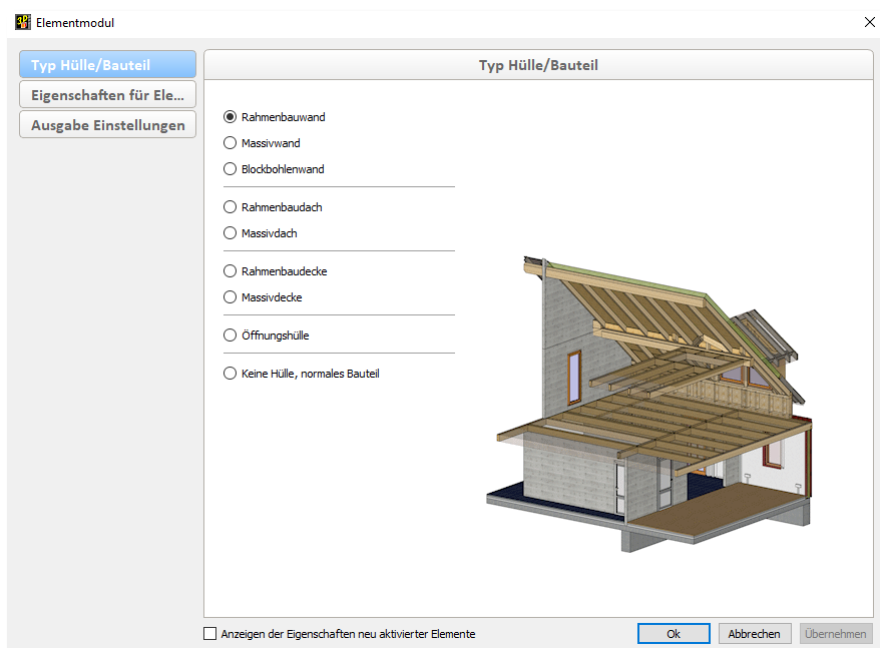 Elementmodul
Typ Hülle/Bauteil
Eigenschaften für Ele...
Ausgabe Einstellungen
Typ Hülle/Bauteil
Rahmenbauwand
Massivwand
Blockbohlenwand
Rahmenbaudach
Massivdach
Rahmenbaudecke
Massivdecke
Öffnungshülle
Keine Hülle, normales Bauteil
Anzeigen der Eigenschaften neu aktivierter Elemente
Ok
Abbrechen
Übernehmen